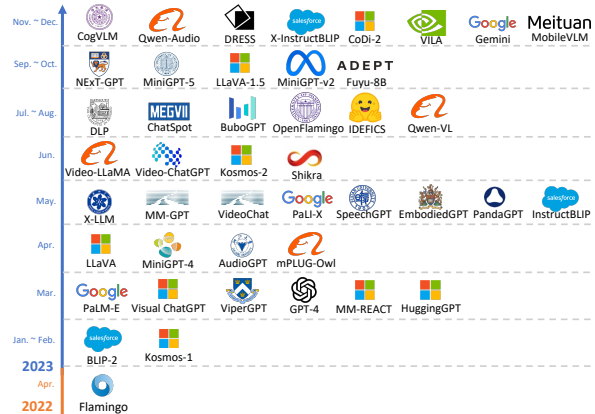 Nov. ~ Dec.
CogVLM
Qwen-Audio
DRESS
salesforce
X-InstructBLIP
CoDi-2
VILA
Google
Gemini
Meituan
MobileVLM
Sep. ~ Oct.
NExT-GPT
MiniGPT-5
LLaVA-1.5
MiniGPT-v2
ADEPT
Fuyu-8B
Jul. ~ Aug.
DLP
MEGVII
ChatSpot
BuboGPT
OpenFlamingo
IDEFICS
Qwen-VL
Jun.
Video-LLaMA
Video-ChatGPT
Kosmos-2
Shikra
May.
X-LLM
MM-GPT
VideoChat
Google
PaLI-X
SpeechGPT
EmbodiedGPT
PandaGPT
salesforce
InstructBLIP
Apr.
LLaVA
MiniGPT-4
AudioGPT
mPLUG-Owl
Mar.
Google
PaLM-E
Visual ChatGPT
ViperGPT
GPT-4
MM-REACT
HuggingGPT
Jan. ~ Feb.
salesforce
BLIP-2
Kosmos-1
2023
Apr.
Flamingo
2022